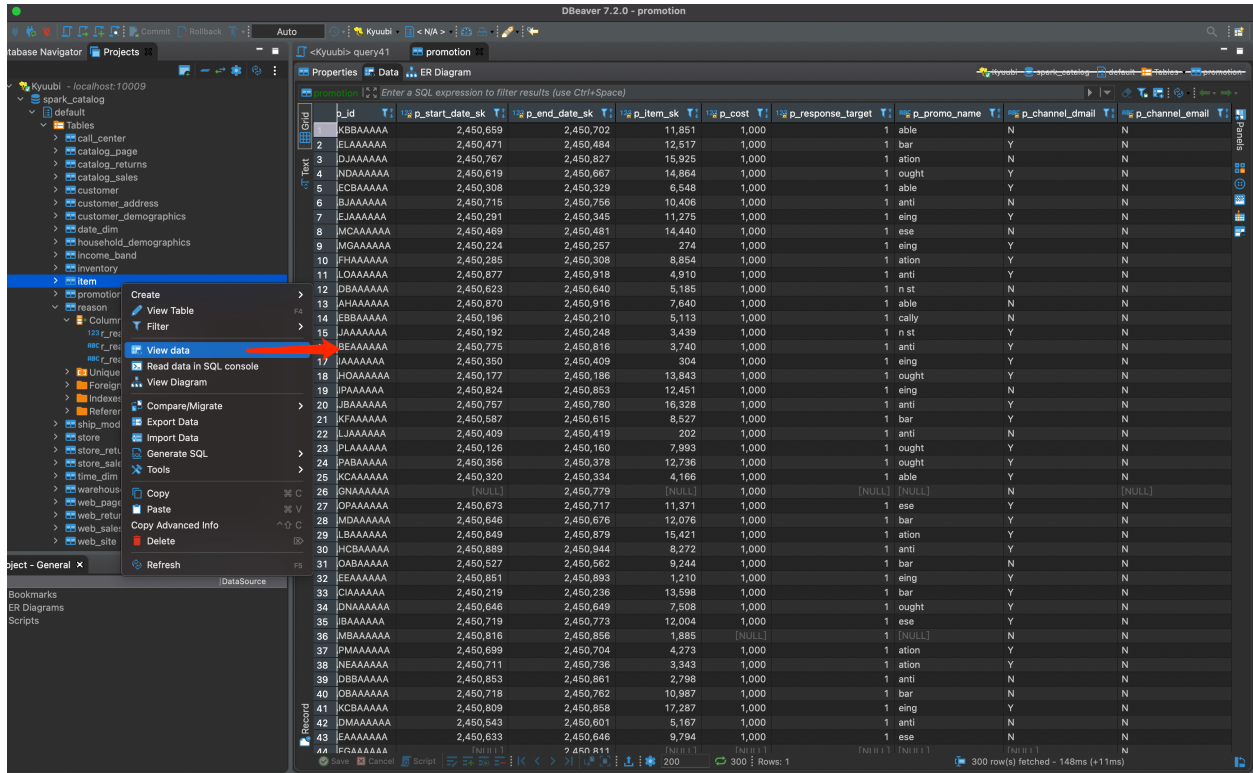 DBeaver 7.2.0 - promotion
Commit Rollback Auto Kyuubi < N/A >
tabase Navigator Projects
<Kyuubi> query41 promotion
Properties Data ER Diagram
Kyuubi spark_catalog default Tables promotion
promotion Enter a SQL expression to filter results (use Ctrl+Space)
Kyuubi - localhost:10009
spark_catalog
default
Tables
call_center
catalog_page
catalog_returns
catalog_sales
customer
customer_address
customer_demographics
date_dim
household_demographics
income_band
inventory
item
promotion
reason
Columr
123 r_rea
ABC r_rea
ABC r_rea
Unique
Foreign
Indexes
Referer
ship_mod
store
store_retu
store_sale
time_dim
warehous
web_page
web_retur
web_sales
web_site
Create
View Table F4
Filter
View data
Read data in SQL console
View Diagram
Compare/Migrate
Export Data
Import Data
Generate SQL
Tools
Copy ⌘ C
Paste ⌘ V
Copy Advanced Info ^⇧ C
Delete
Refresh F5
oject - General
DataSource
Bookmarks
ER Diagrams
Scripts
Grid
Text
Record
Panels
p_id 123 p_start_date_sk 123 p_end_date_sk 123 p_item_sk 123 p_cost 123 p_response_target ABC p_promo_name ABC p_channel_dmail ABC p_channel_email
1 KBBAAAAA 2,450,659 2,450,702 11,851 1,000 1 able N N
2 ELAAAAAA 2,450,471 2,450,484 12,517 1,000 1 bar Y N
3 DJAAAAAA 2,450,767 2,450,827 15,925 1,000 1 ation N N
4 NDAAAAAA 2,450,619 2,450,667 14,864 1,000 1 ought Y N
5 ECBAAAAA 2,450,308 2,450,329 6,548 1,000 1 able Y N
6 BJAAAAAA 2,450,715 2,450,756 10,406 1,000 1 anti N N
7 EJAAAAAA 2,450,291 2,450,345 11,275 1,000 1 eing Y N
8 MCAAAAAA 2,450,469 2,450,481 14,440 1,000 1 ese N N
9 MGAAAAAA 2,450,224 2,450,257 274 1,000 1 eing Y N
10 FHAAAAAA 2,450,285 2,450,308 8,854 1,000 1 ation Y N
11 LOAAAAAA 2,450,877 2,450,918 4,910 1,000 1 anti N N
12 DBAAAAAA 2,450,623 2,450,640 5,185 1,000 1 n st Y N
13 AHAAAAAA 2,450,870 2,450,916 7,640 1,000 1 able N N
14 EBBAAAAA 2,450,196 2,450,210 5,113 1,000 1 cally N N
15 JAAAAAA 2,450,192 2,450,248 3,439 1,000 1 n st Y N
BEAAAAAA 2,450,775 2,450,816 3,740 1,000 1 anti Y N
17 IAAAAAA 2,450,350 2,450,409 304 1,000 1 eing Y N
18 HOAAAAAA 2,450,177 2,450,186 13,843 1,000 1 ought Y N
19 IPAAAAAA 2,450,824 2,450,853 12,451 1,000 1 eing N N
20 JBAAAAAA 2,450,757 2,450,780 16,328 1,000 1 anti Y N
21 KFAAAAAA 2,450,587 2,450,615 8,527 1,000 1 bar Y N
22 LJAAAAAA 2,450,409 2,450,419 202 1,000 1 anti N N
23 PLAAAAAA 2,450,126 2,450,160 7,993 1,000 1 ought Y N
24 PABAAAAA 2,450,356 2,450,378 12,736 1,000 1 ought N N
25 KCAAAAAA 2,450,320 2,450,334 4,166 1,000 1 able Y N
26 GNAAAAAA [NULL] 2,450,779 [NULL] 1,000 [NULL] [NULL] N [NULL]
27 OPAAAAAA 2,450,673 2,450,717 11,371 1,000 1 ese Y N
28 MDAAAAAA 2,450,646 2,450,676 12,076 1,000 1 bar Y N
29 LBAAAAAA 2,450,849 2,450,879 15,421 1,000 1 ation Y N
30 HCBAAAAA 2,450,889 2,450,944 8,272 1,000 1 anti Y N
31 OABAAAAA 2,450,527 2,450,562 9,244 1,000 1 bar N N
32 EEAAAAAA 2,450,851 2,450,893 1,210 1,000 1 eing Y N
33 CIAAAAAA 2,450,219 2,450,236 13,598 1,000 1 bar Y N
34 DNAAAAAA 2,450,646 2,450,649 7,508 1,000 1 ought Y N
35 IBAAAAAA 2,450,719 2,450,773 12,004 1,000 1 ese Y N
36 MBAAAAAA 2,450,816 2,450,856 1,885 [NULL] 1 [NULL] N N
37 PMAAAAAA 2,450,699 2,450,704 4,273 1,000 1 ation Y N
38 NEAAAAAA 2,450,711 2,450,736 3,343 1,000 1 ation Y N
39 DBBAAAAA 2,450,853 2,450,861 2,798 1,000 1 anti N N
40 OBAAAAAA 2,450,718 2,450,762 10,987 1,000 1 bar N N
41 KCBAAAAA 2,450,809 2,450,858 17,287 1,000 1 eing Y N
42 DMAAAAAA 2,450,543 2,450,601 5,167 1,000 1 anti N N
43 EAAAAAAA 2,450,633 2,450,646 9,794 1,000 1 ese N N
44 EGAAAAAA [NULL] 2,450,811 [NULL] [NULL] [NULL] [NULL] [NULL] N
Save Cancel Script 200 300 Rows: 1 300 row(s) fetched - 148ms (+11ms)